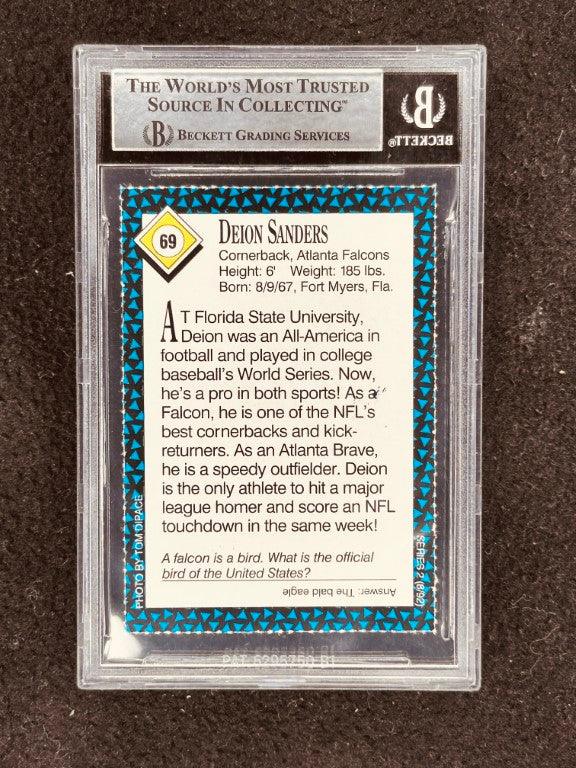 THE WORLD'S MOST TRUSTED
SOURCE IN COLLECTING™
B BECKETT GRADING SERVICES
B
BECKETT®
69
DEION SANDERS
Cornerback, Atlanta Falcons
Height: 6' Weight: 185 lbs.
Born: 8/9/67, Fort Myers, Fla.
AT Florida State University,
Deion was an All-America in
football and played in college
baseball's World Series. Now,
he's a pro in both sports! As a
Falcon, he is one of the NFL's
best cornerbacks and kick-
returners. As an Atlanta Brave,
he is a speedy outfielder. Deion
is the only athlete to hit a major
league homer and score an NFL
touchdown in the same week!
A falcon is a bird. What is the official
bird of the United States?
Answer: The bald eagle
PHOTO BY TOM DIPACE
SERIES 2 (8/92)